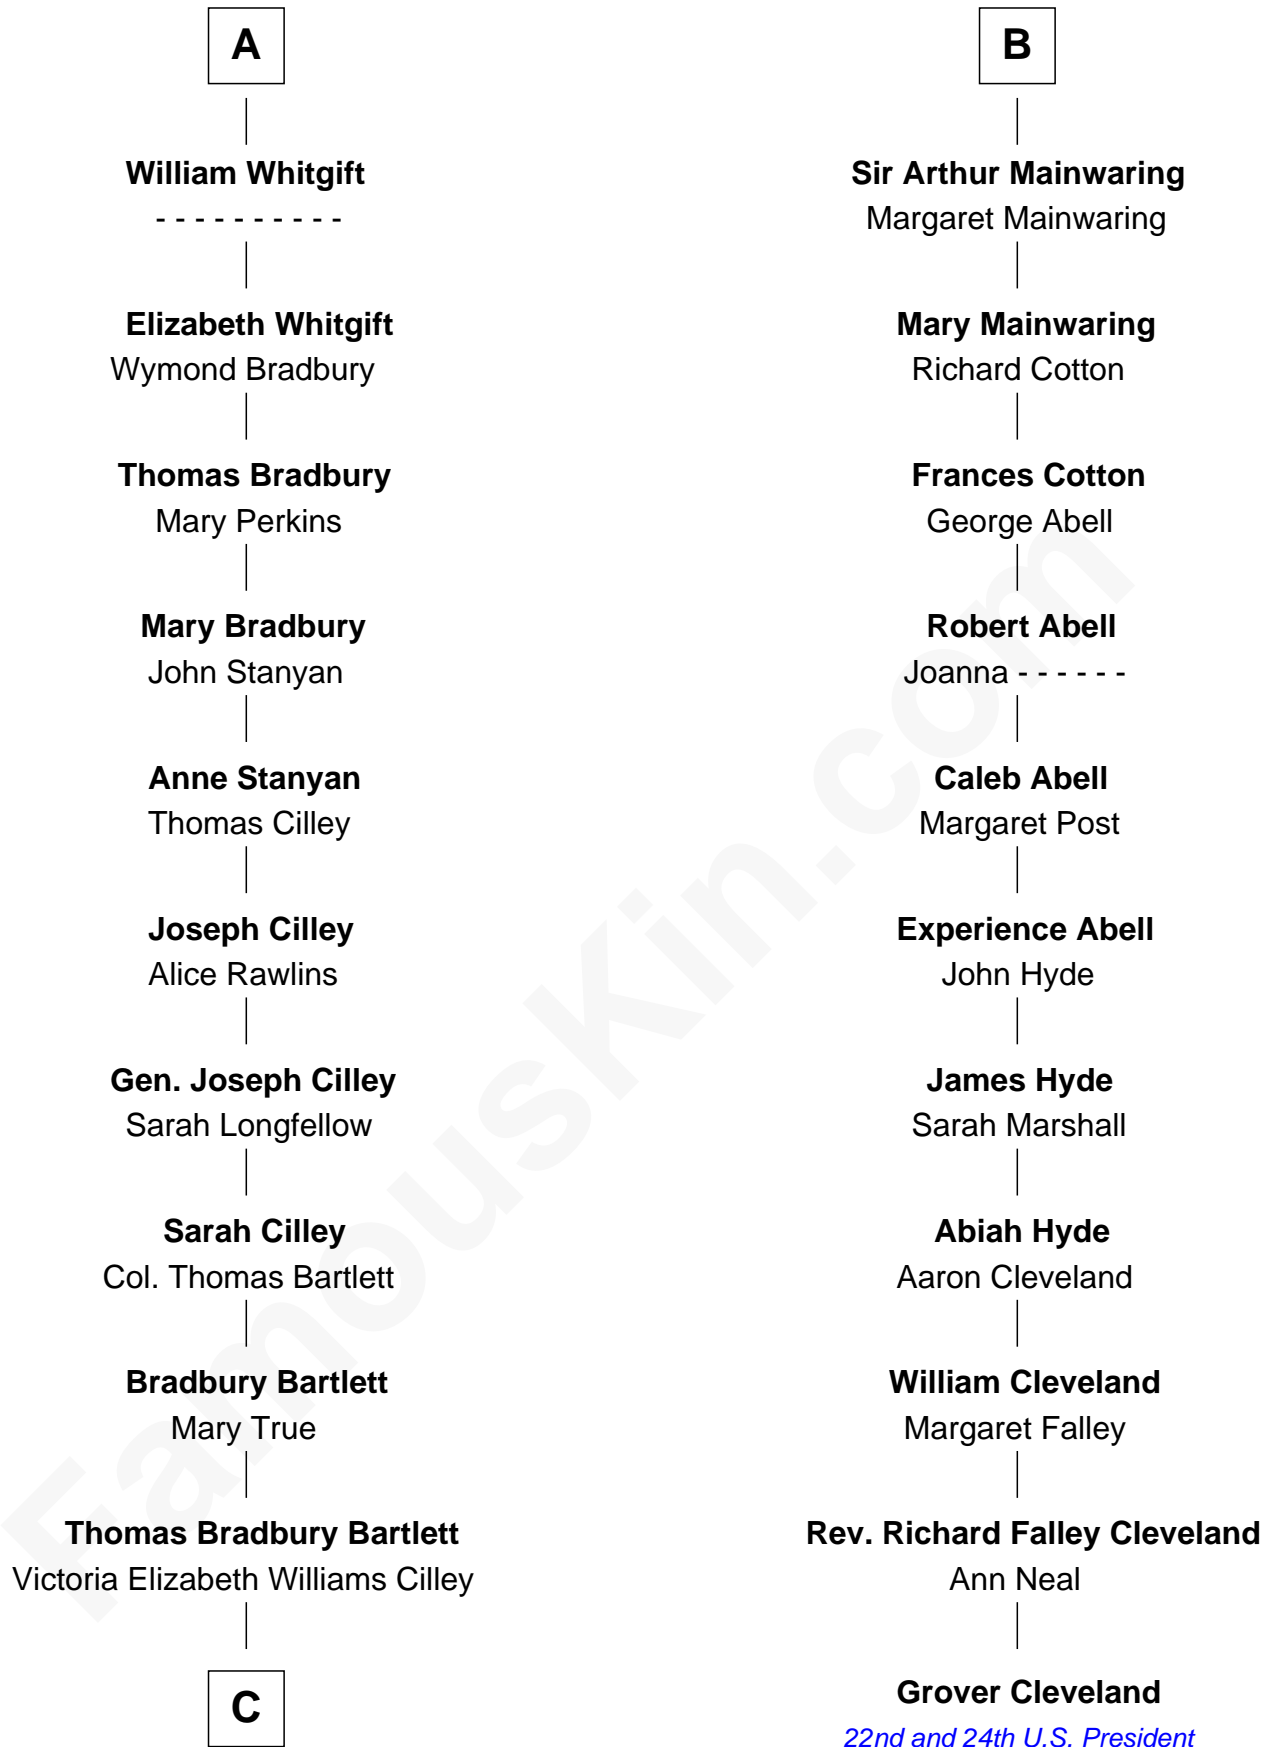 A
William Whitgift
- - - - - - - - - -
Elizabeth Whitgift
Wymond Bradbury
Thomas Bradbury
Mary Perkins
Mary Bradbury
John Stanyan
Anne Stanyan
Thomas Cilley
Joseph Cilley
Alice Rawlins
Gen. Joseph Cilley
Sarah Longfellow
Sarah Cilley
Col. Thomas Bartlett
Bradbury Bartlett
Mary True
Thomas Bradbury Bartlett
Victoria Elizabeth Williams Cilley
C
B
Sir Arthur Mainwaring
Margaret Mainwaring
Mary Mainwaring
Richard Cotton
Frances Cotton
George Abell
Robert Abell
Joanna - - - - - -
Caleb Abell
Margaret Post
Experience Abell
John Hyde
James Hyde
Sarah Marshall
Abiah Hyde
Aaron Cleveland
William Cleveland
Margaret Falley
Rev. Richard Falley Cleveland
Ann Neal
Grover Cleveland
22nd and 24th U.S. President
FamousKin.com